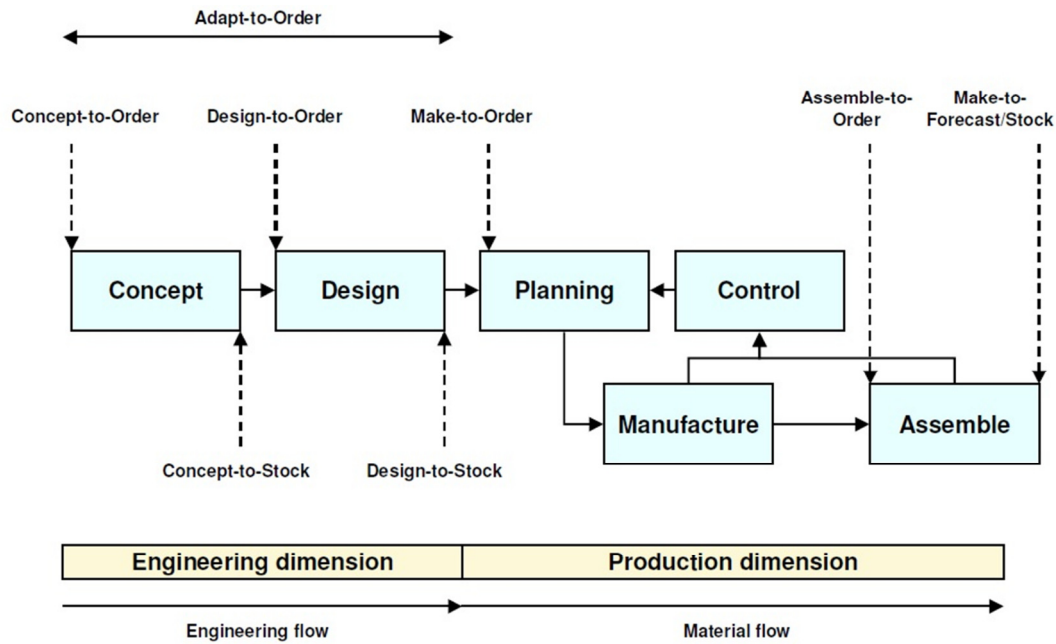 Adapt-to-Order
Concept-to-Order
Design-to-Order
Make-to-Order
Assemble-to-
Order
Make-to-
Forecast/Stock
Concept
Design
Planning
Control
Manufacture
Assemble
Concept-to-Stock
Design-to-Stock
Engineering dimension
Production dimension
Engineering flow
Material flow